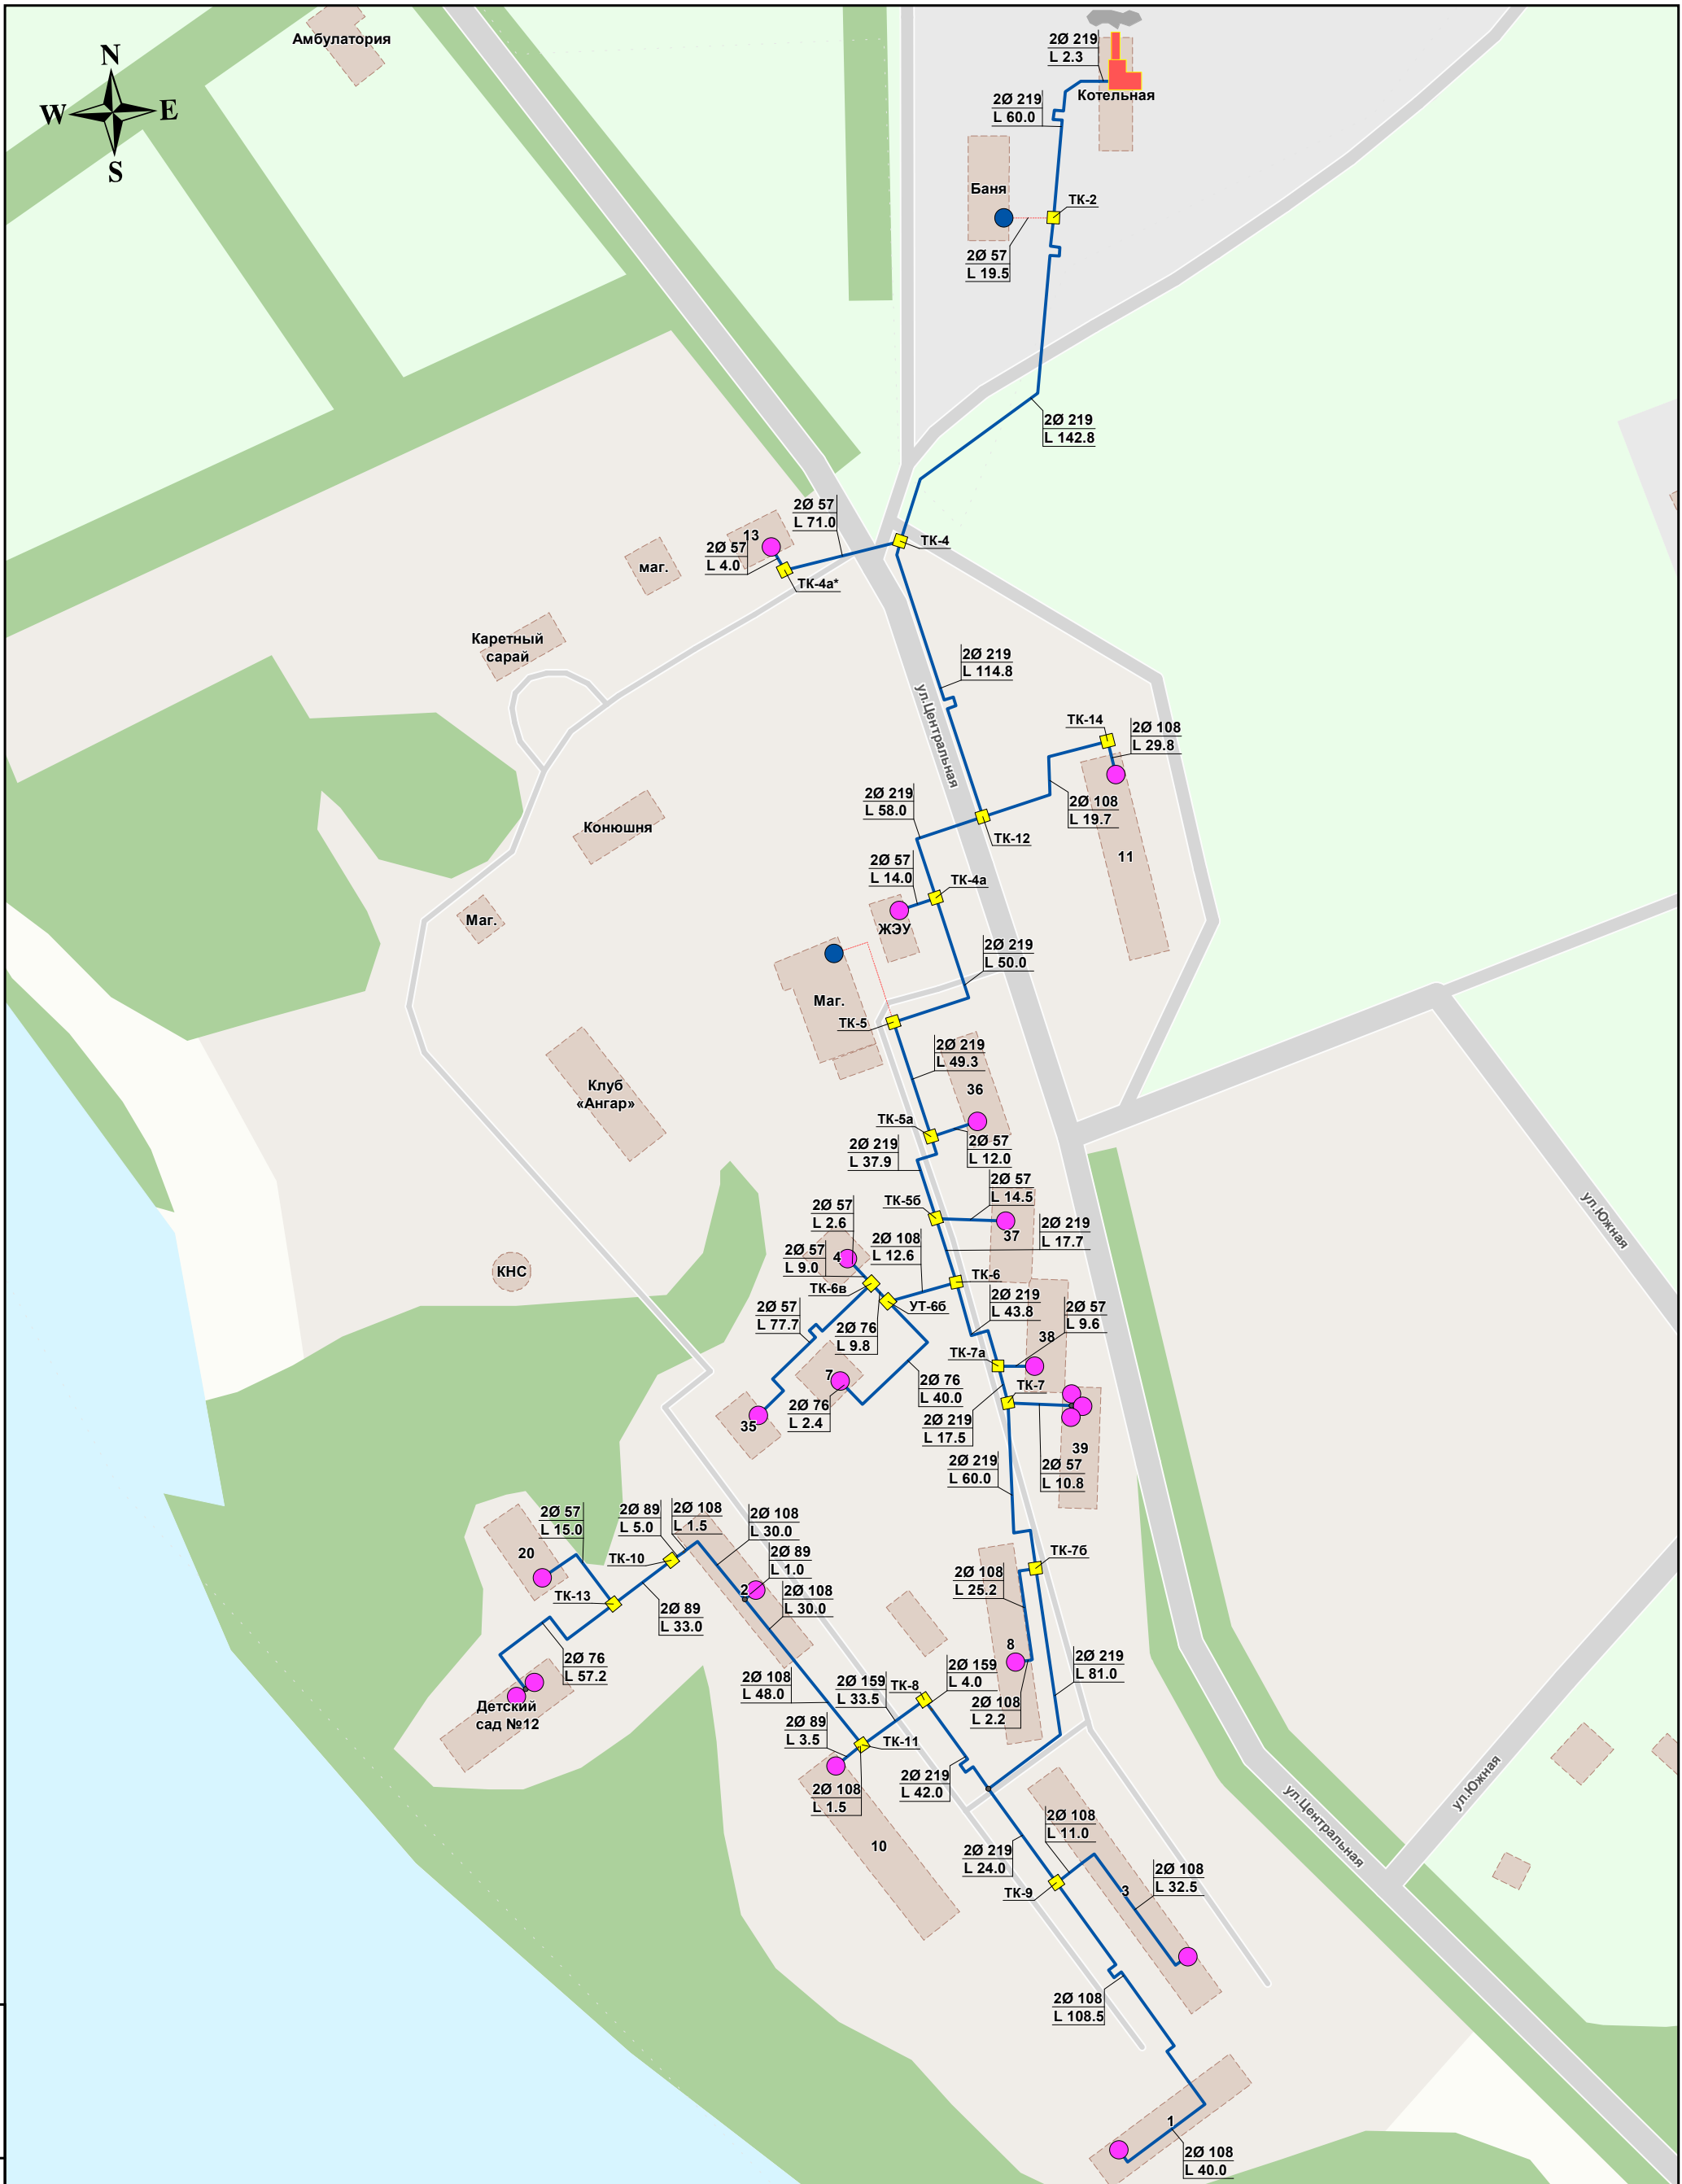 Амбулатория
N
W
E
S
2Ø 219
L 2.3
Котельная
2Ø 219
L 60.0
Баня
ТК-2
2Ø 57
L 19.5
2Ø 219
L 142.8
2Ø 57
L 71.0
13
2Ø 57
L 4.0
маг.
ТК-4
ТК-4а*
Каретный
сарай
2Ø 219
L 114.8
ул.Центральная
ТК-14
2Ø 108
L 29.8
2Ø 219
L 58.0
2Ø 108
L 19.7
Конюшня
ТК-12
11
2Ø 57
L 14.0
ТК-4а
Маг.
ЖЭУ
2Ø 219
L 50.0
Маг.
ТК-5
2Ø 219
L 49.3
Клуб
«Ангар»
36
ТК-5а
2Ø 219
L 37.9
2Ø 57
L 12.0
2Ø 57
L 14.5
ТК-5б
2Ø 57
L 2.6
37
2Ø 219
L 17.7
ул.Южная
2Ø 108
L 12.6
4
2Ø 57
L 9.0
КНС
ТК-6в
ТК-6
УТ-6б
2Ø 219
L 43.8
2Ø 57
L 9.6
2Ø 57
L 77.7
2Ø 76
L 9.8
38
ТК-7а
7
ТК-7
2Ø 76
L 40.0
2Ø 76
L 2.4
35
2Ø 219
L 17.5
39
2Ø 219
L 60.0
2Ø 57
L 10.8
2Ø 57
L 15.0
2Ø 89
L 5.0
2Ø 108
L 1.5
2Ø 108
L 30.0
20
ТК-10
2Ø 89
L 1.0
ТК-7б
2Ø 108
L 25.2
2
ТК-13
2Ø 108
L 30.0
2Ø 89
L 33.0
8
2Ø 76
L 57.2
2Ø 219
L 81.0
2Ø 108
L 48.0
2Ø 159
L 33.5
ТК-8
2Ø 159
L 4.0
Детский
сад №12
2Ø 108
L 2.2
2Ø 89
L 3.5
ТК-11
2Ø 219
L 42.0
2Ø 108
L 1.5
ул.Южная
ул.Центральная
10
2Ø 108
L 11.0
2Ø 219
L 24.0
2Ø 108
L 32.5
3
ТК-9
2Ø 108
L 108.5
1
2Ø 108
L 40.0